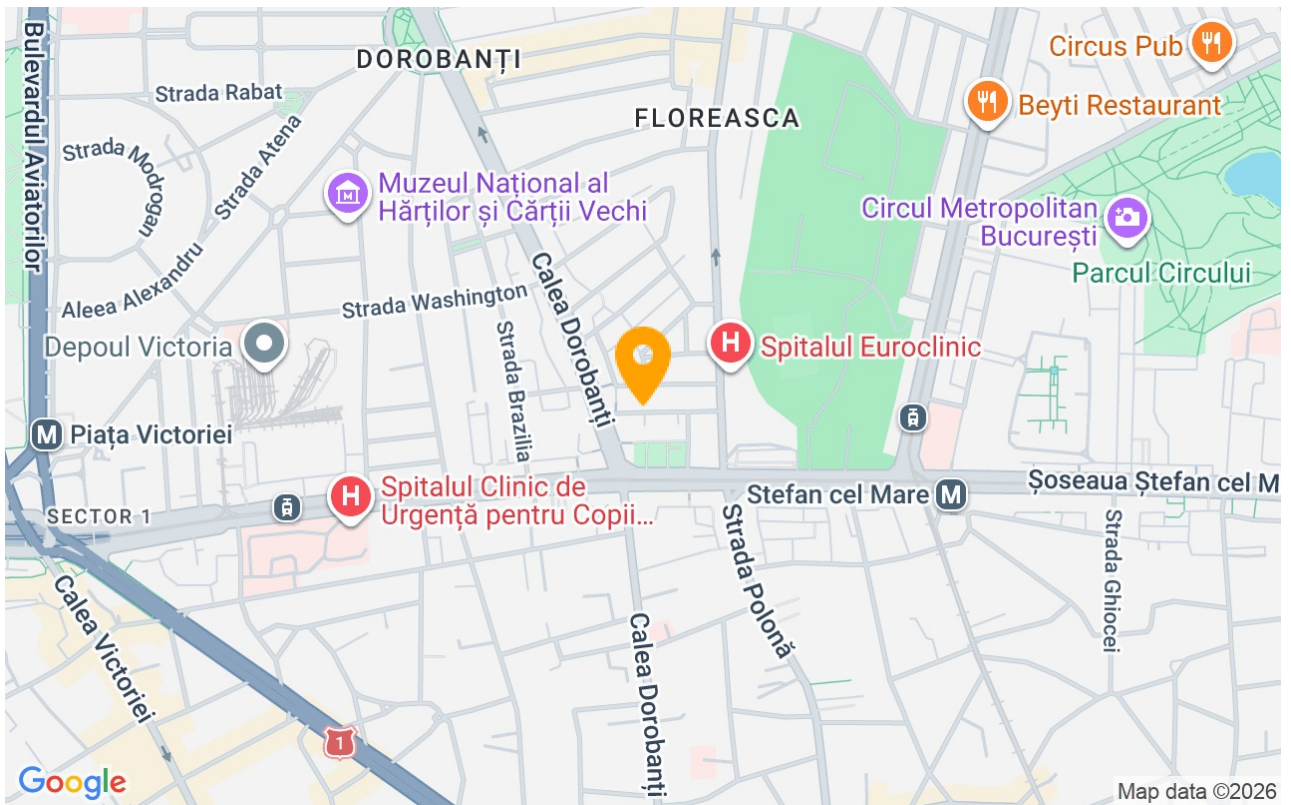 Circus Pub
DOROBANȚI
Strada Rabat
Beyti Restaurant
FLOREASCA
Bulevardul Aviatorilor
Strada Modrogan
Strada Atena
Muzeul Național al
Hărților și Cărții Vechi
Circul Metropolitan
București
Parcul Circului
Aleea Alexandru
Strada Washington
Calea Dorobanți
Depoul Victoria
Strada Brazilia
H
Spitalul Euroclinic
M Piața Victoriei
H
Spitalul Clinic de
Urgență pentru Copii...
Stefan cel Mare M
Șoseaua Ștefan cel M
SECTOR 1
Strada Polonă
Strada Ghiocei
Calea Victoriei
Calea Dorobanți
1
Google
Map data ©2026